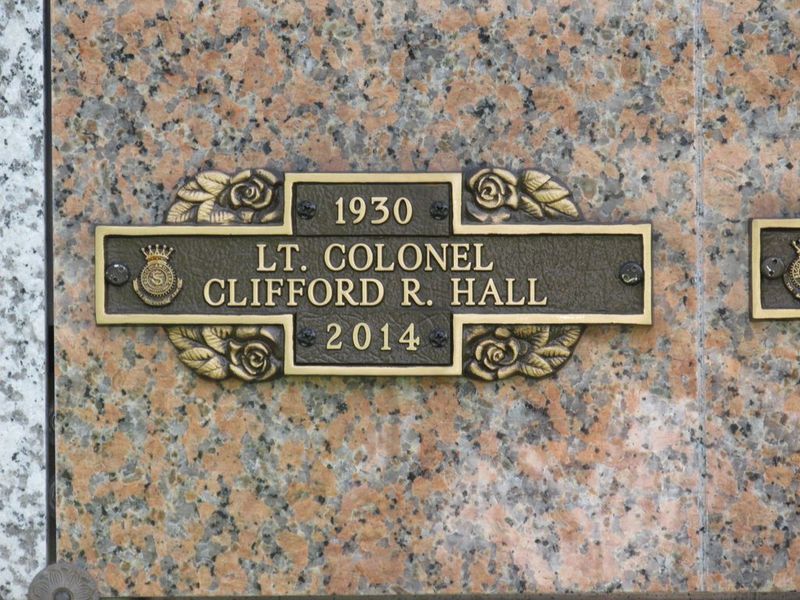 1930
LT. COLONEL
CLIFFORD R. HALL
2014